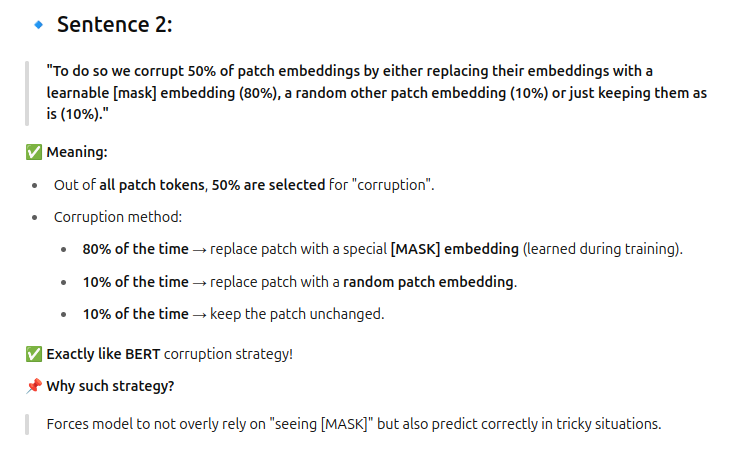 🔹 Sentence 2:
"To do so we corrupt 50% of patch embeddings by either replacing their embeddings with a
learnable [mask] embedding (80%), a random other patch embedding (10%) or just keeping them as
is (10%)."
✅ Meaning:
• Out of all patch tokens, 50% are selected for "corruption".
• Corruption method:
• 80% of the time → replace patch with a special [MASK] embedding (learned during training).
• 10% of the time → replace patch with a random patch embedding.
• 10% of the time → keep the patch unchanged.
✅ Exactly like BERT corruption strategy!
📌 Why such strategy?
Forces model to not overly rely on "seeing [MASK]" but also predict correctly in tricky situations.